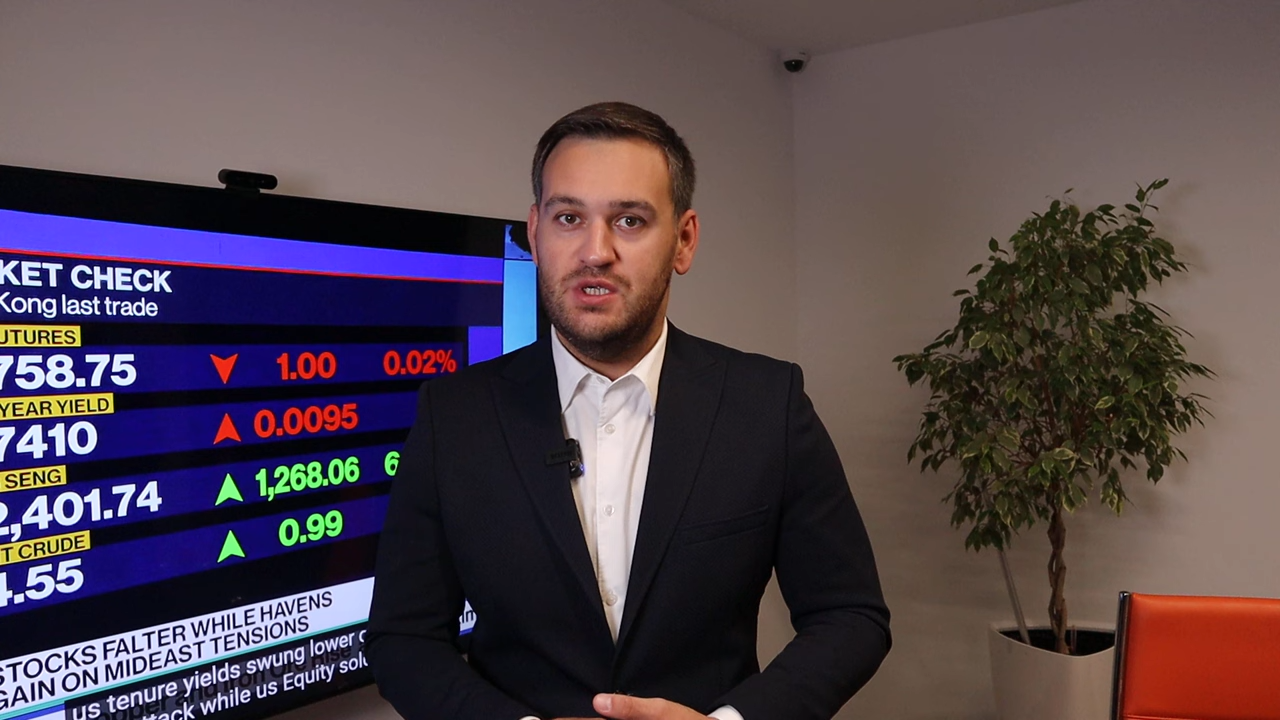 KET CHECK
Kong last trade
UTURES
758.75 1.00 0.02%
YEAR YIELD
7410 0.0095
SENG
2,401.74 1,268.06 6
T CRUDE
4.55 0.99
STOCKS FALTER WHILE HAVENS
GAIN ON MIDEAST TENSIONS
us tenure yields swung lower
ttack while us Equity